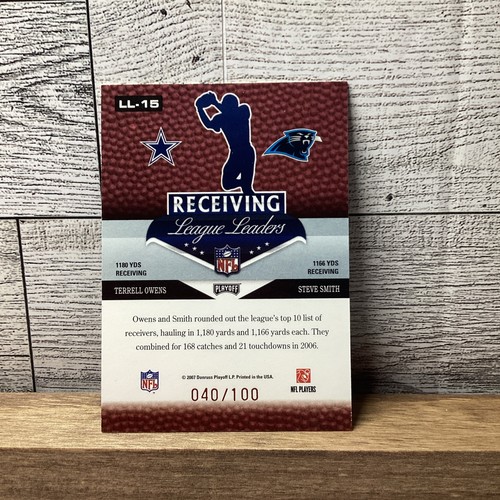 LL-15
RECEIVING
League Leaders
NFL
1180 YDS
RECEIVING
1166 YDS
RECEIVING
TERRELL OWENS
PLAYOFF
STEVE SMITH
Owens and Smith rounded out the league's top 10 list of
receivers, hauling in 1,180 yards and 1,166 yards each. They
combined for 168 catches and 21 touchdowns in 2006.
© 2007 Donruss Playoff L.P. Printed in the USA.
NFL
040/100
NFL PLAYERS